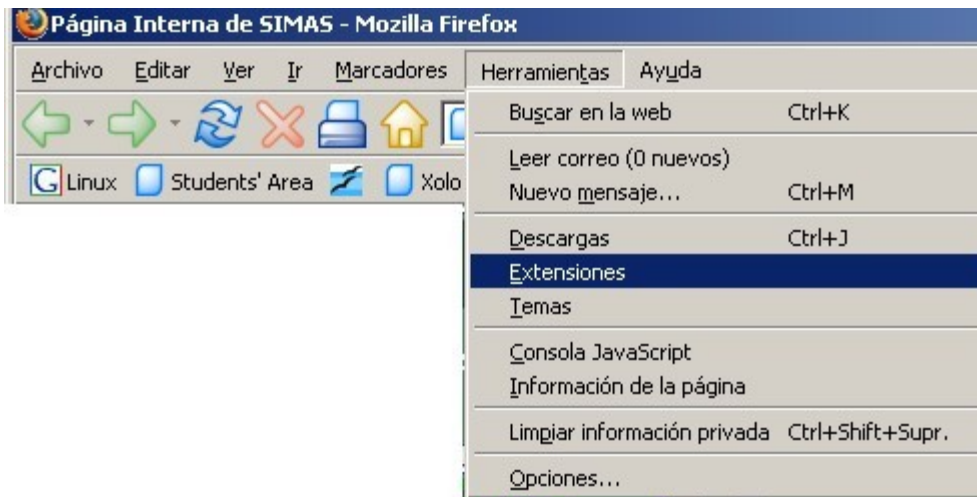 Página Interna de SIMAS - Mozilla Firefox
Archivo Editar Ver Ir Marcadores Herramientas Ayuda
Linux Students' Area Xolo
Buscar en la web Ctrl+K
Leer correo (0 nuevos)
Nuevo mensaje... Ctrl+M
Descargas Ctrl+J
Extensiones
Temas
Consola JavaScript
Información de la página
Limpiar información privada Ctrl+Shift+Supr.
Opciones...